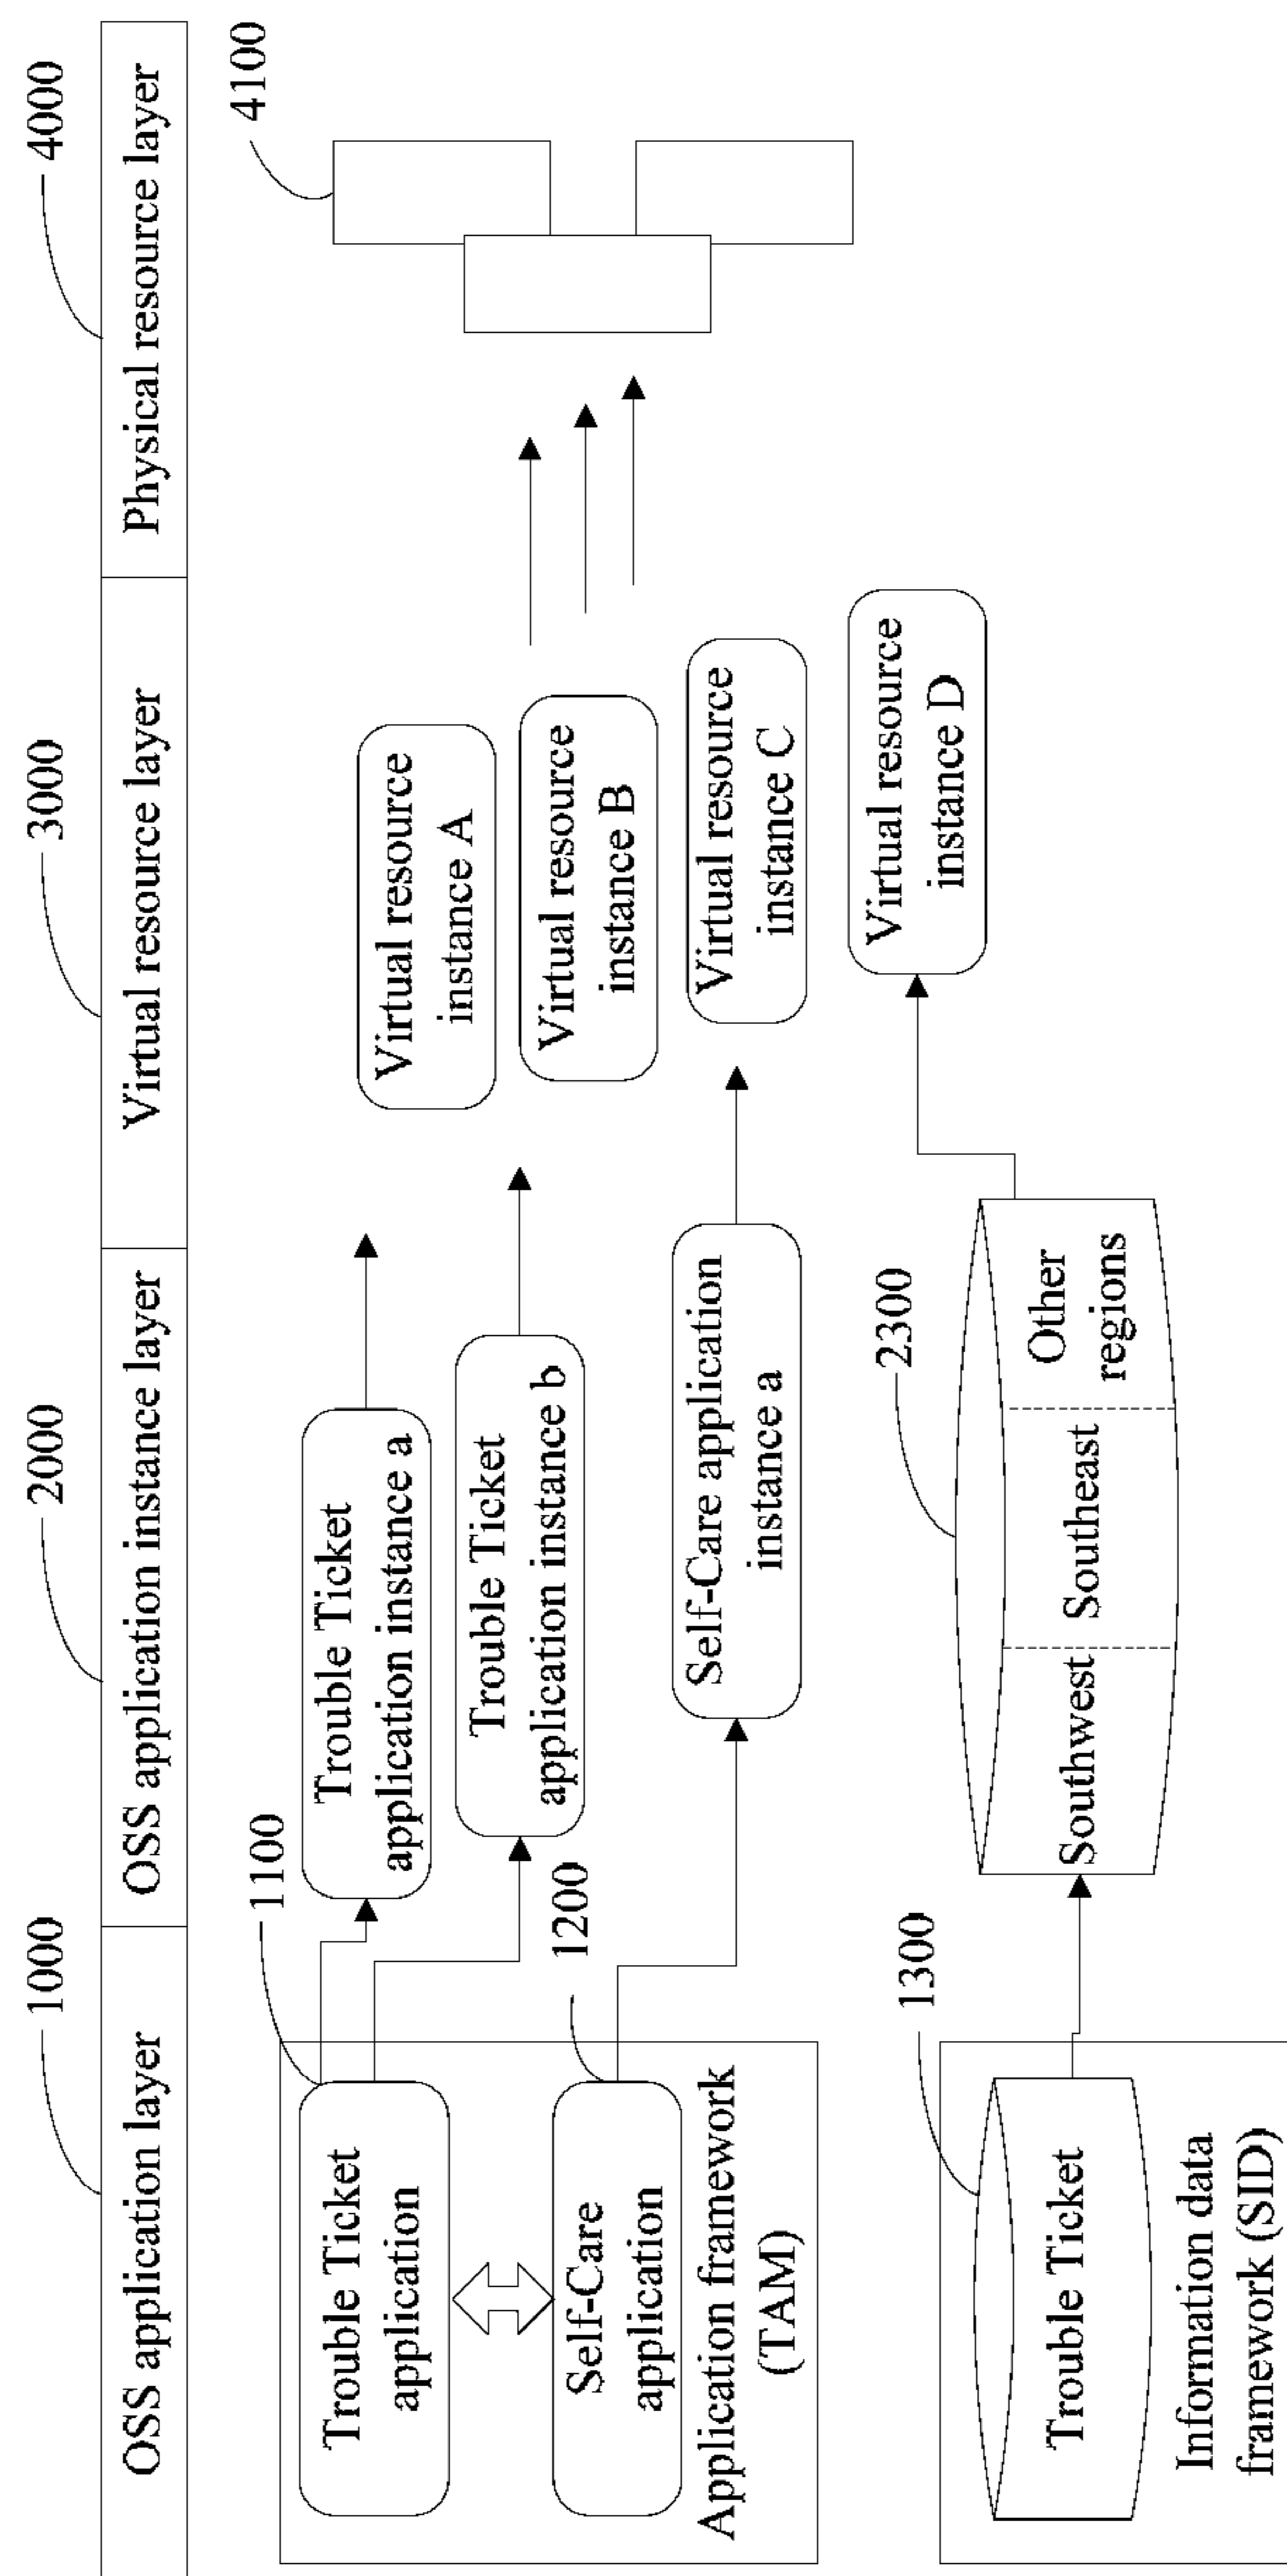 1000
2000
3000
4000
OSS application layer
OSS application instance layer
Virtual resource layer
Physical resource layer
1100
4100
Trouble Ticket
application
Trouble Ticket
application instance a
Virtual resource
instance A
Trouble Ticket
application instance b
Virtual resource
instance B
1200
Self-Care
application
Self-Care application
instance a
Virtual resource
instance C
Application framework
(TAM)
Virtual resource
instance D
1300
2300
Trouble Ticket
Southwest
Southeast
Other
regions
Information data
framework (SID)